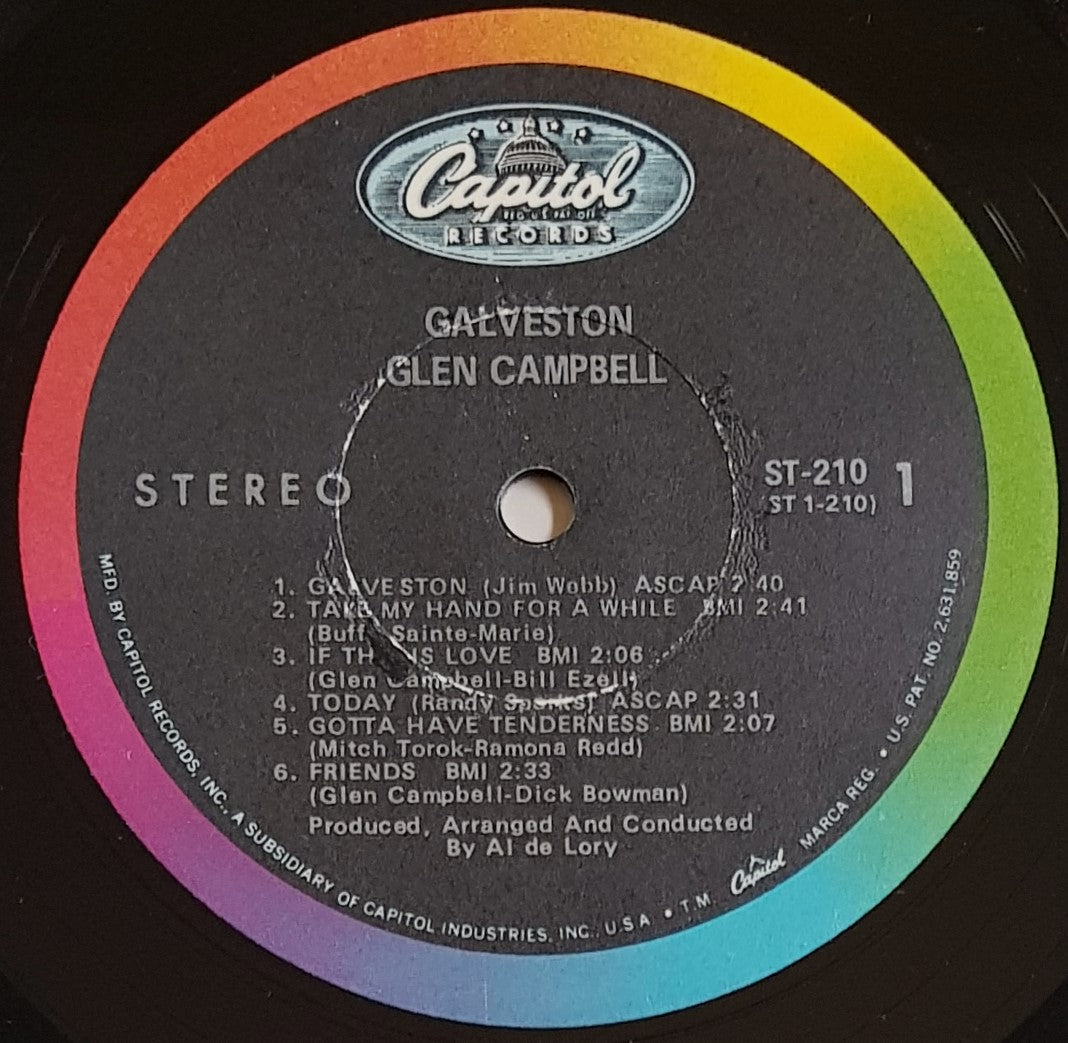 Capitol
REG. U.S. PAT. OFF.
RECORDS
GALVESTON
GLEN CAMPBELL
STEREO
ST-210
(ST 1-210)
1
1. GALVESTON (Jim Webb) ASCAP 2:40
2. TAKE MY HAND FOR A WHILE BMI 2:41
(Buffy Sainte-Marie)
3. IF THIS IS LOVE BMI 2:06
(Glen Campbell-Bill Ezell)
4. TODAY (Randy Sparks) ASCAP 2:31
5. GOTTA HAVE TENDERNESS BMI 2:07
(Mitch Torok-Ramona Redd)
6. FRIENDS BMI 2:33
(Glen Campbell-Dick Bowman)
Produced, Arranged And Conducted
By Al de Lory
MFD. BY CAPITOL RECORDS, INC., A SUBSIDIARY OF CAPITOL INDUSTRIES, INC., U.S.A. • T.M. Capitol MARCA REG. • U.S. PAT. NO. 2,631,859